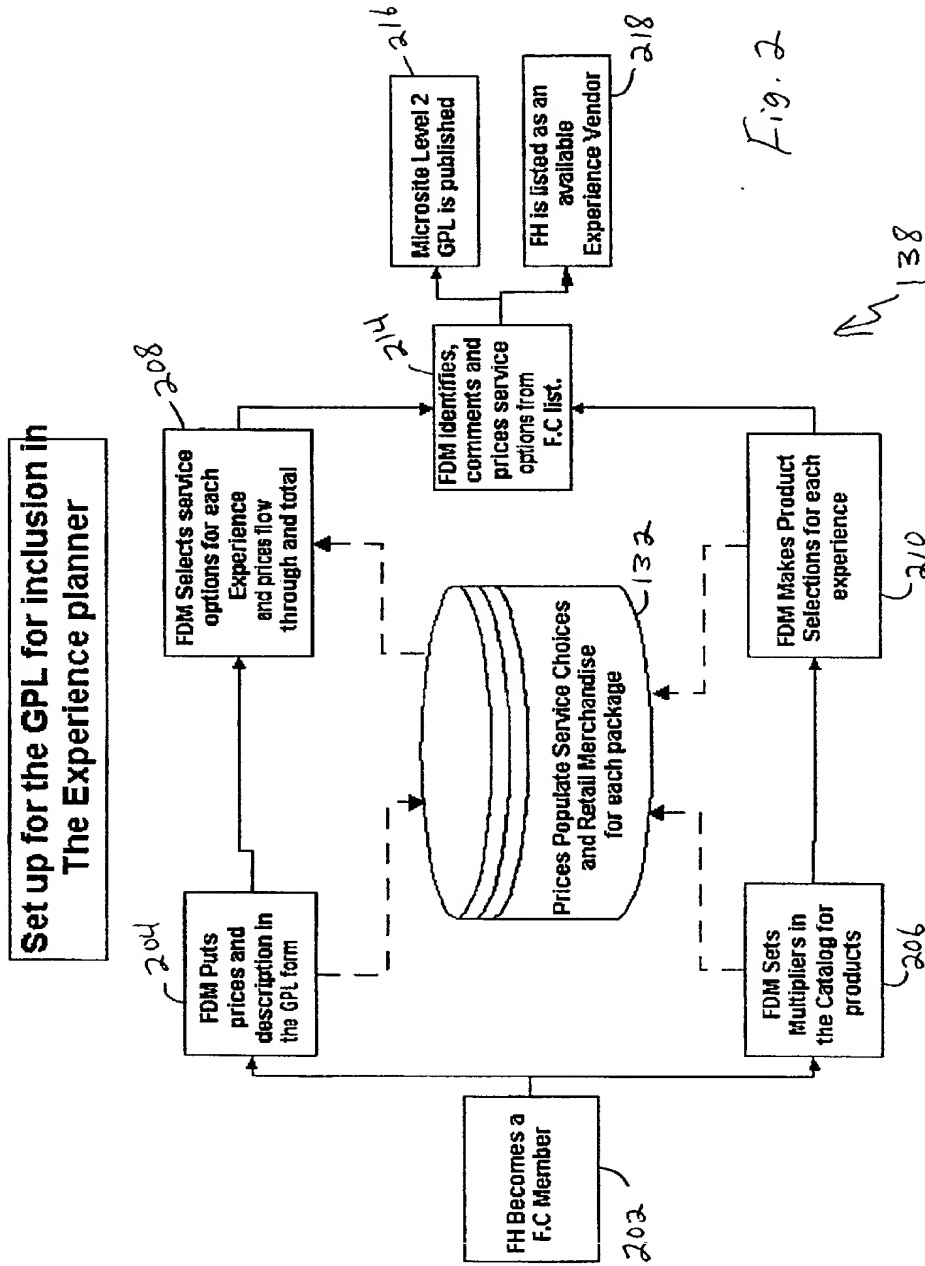 Set up for the GPL for inclusion in
The Experience planner
FH Becomes a
F.C Member
202
204
FDM Puts
prices and
description in
the GPL form
FDM Sets
Multipliers in
the Catalog for
products
206
208
FDM Selects service
options for each
Experience
and prices flow
through and total
Prices Populate Service Choices
and Retail Merchandise
for each package
132
FDM Makes Product
Selections for each
experience
210
214
FDM Identifies,
comments and
prices service
options from
F.C list.
Microsite Level 2
GPL is published
216
FH is listed as an
available
Experience Vendor
218
138
Fig. 2